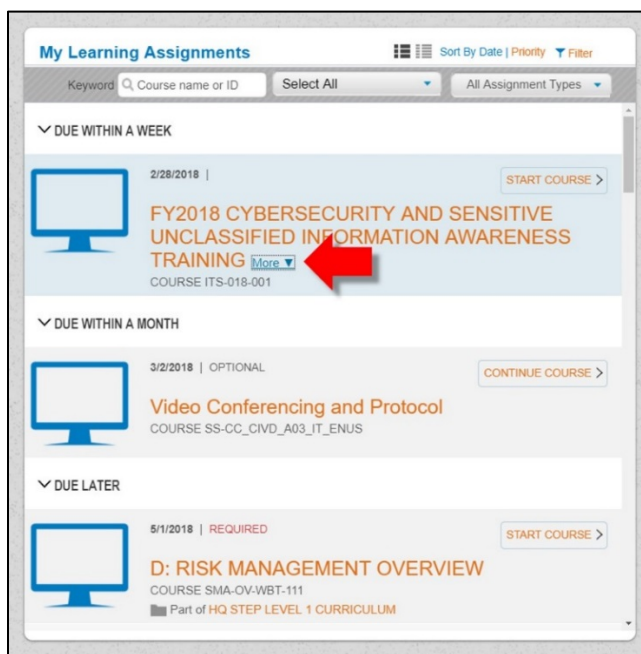 My Learning Assignments Sort By Date | Priority Filter
Keyword Course name or ID Select All All Assignment Types
DUE WITHIN A WEEK
2/28/2018 | START COURSE >
FY2018 CYBERSECURITY AND SENSITIVE
UNCLASSIFIED INFORMATION AWARENESS
TRAINING More ▼
COURSE ITS-018-001
DUE WITHIN A MONTH
3/2/2018 | OPTIONAL CONTINUE COURSE >
Video Conferencing and Protocol
COURSE SS-CC_CIVD_A03_IT_ENUS
DUE LATER
5/1/2018 | REQUIRED START COURSE >
D: RISK MANAGEMENT OVERVIEW
COURSE SMA-OV-WBT-111
Part of HQ STEP LEVEL 1 CURRICULUM